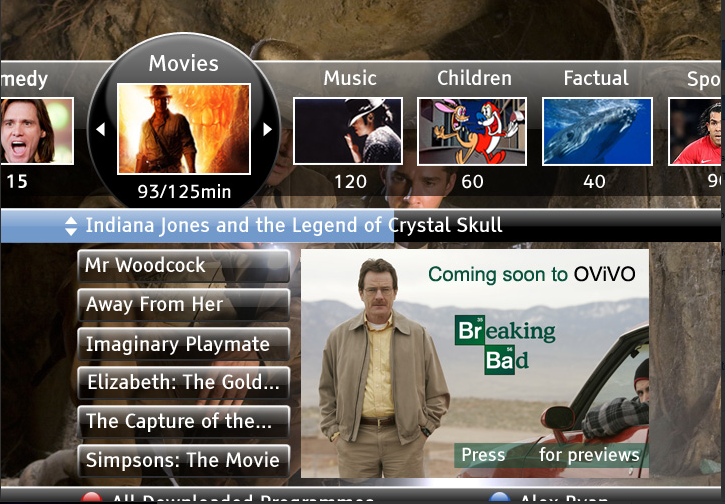 medy
Movies
Music
Children
Factual
Spo
15
93/125min
120
60
40
9
Indiana Jones and the Legend of Crystal Skull
Mr Woodcock
Away From Her
Imaginary Playmate
Elizabeth: The Gold...
The Capture of the...
Simpsons: The Movie
Coming soon to OViVO
35
Breaking
56
Bad
Press for previews
All Downloaded Programmes
Alex Ryan